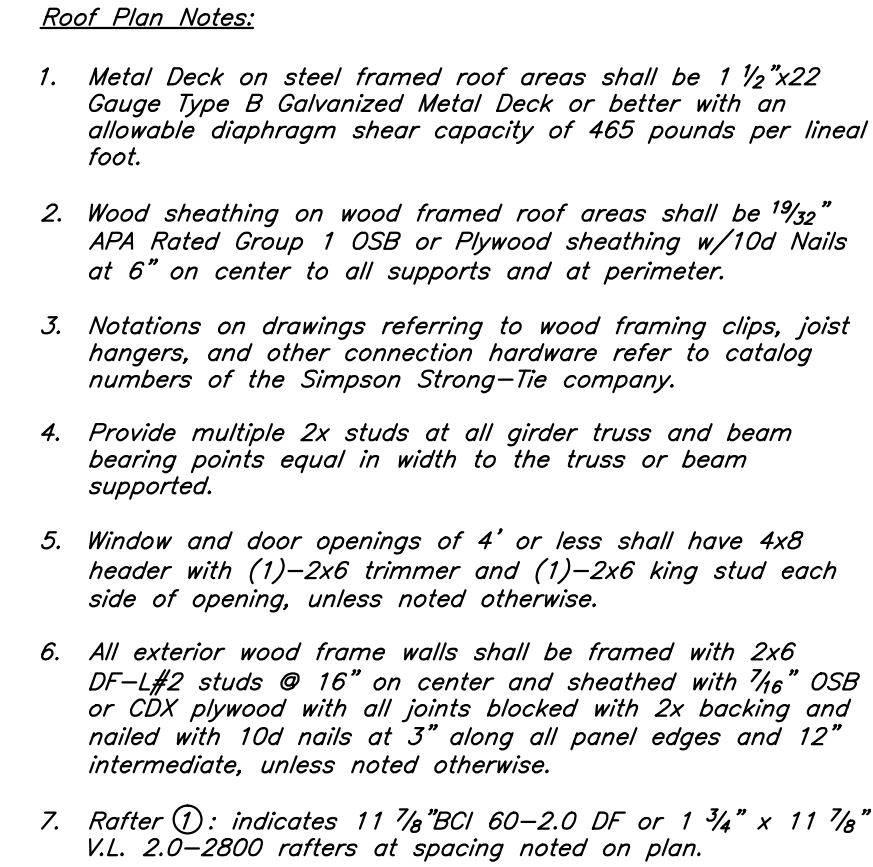 Roof Plan Notes:
1. Metal Deck on steel framed roof areas shall be 1 1/2"x22
Gauge Type B Galvanized Metal Deck or better with an
allowable diaphragm shear capacity of 465 pounds per lineal
foot.
2. Wood sheathing on wood framed roof areas shall be 19/32"
APA Rated Group 1 OSB or Plywood sheathing w/10d Nails
at 6" on center to all supports and at perimeter.
3. Notations on drawings referring to wood framing clips, joist
hangers, and other connection hardware refer to catalog
numbers of the Simpson Strong-Tie company.
4. Provide multiple 2x studs at all girder truss and beam
bearing points equal in width to the truss or beam
supported.
5. Window and door openings of 4' or less shall have 4x8
header with (1)-2x6 trimmer and (1)-2x6 king stud each
side of opening, unless noted otherwise.
6. All exterior wood frame walls shall be framed with 2x6
DF-L#2 studs @ 16" on center and sheathed with 7/16" OSB
or CDX plywood with all joints blocked with 2x backing and
nailed with 10d nails at 3" along all panel edges and 12"
intermediate, unless noted otherwise.
7. Rafter ①: indicates 11 7/8"BCI 60-2.0 DF or 1 3/4" x 11 7/8"
V.L. 2.0-2800 rafters at spacing noted on plan.